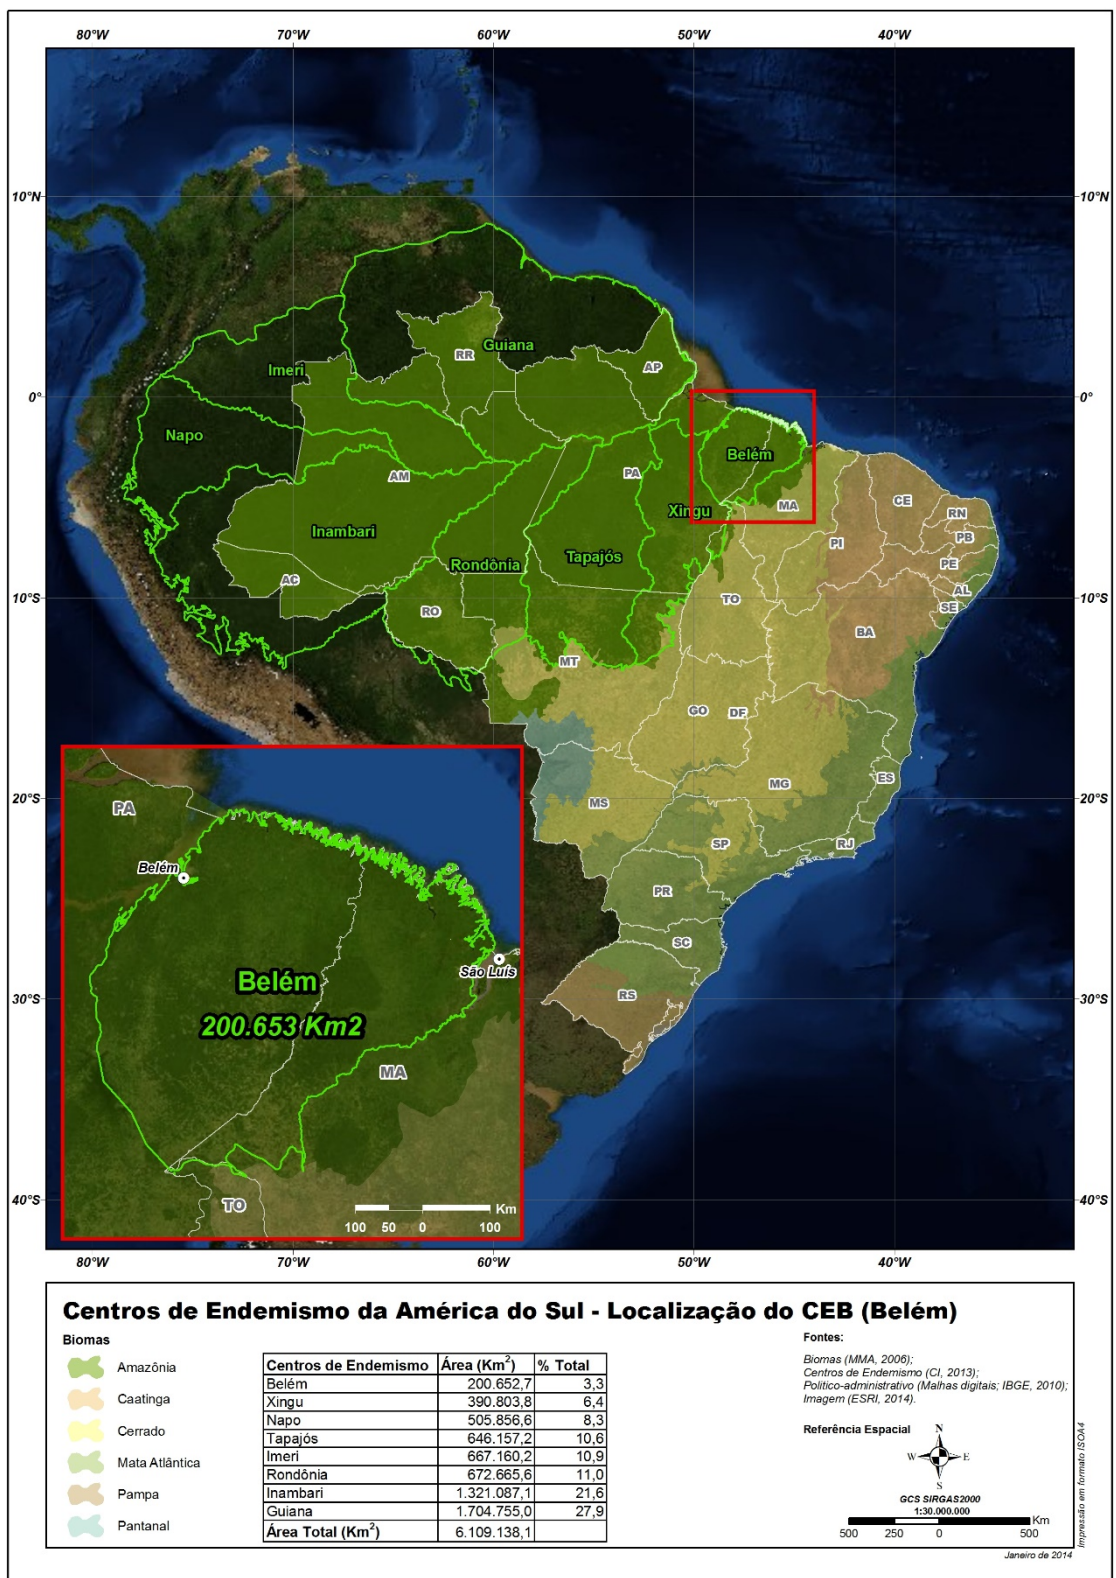 80°W 70°W 60°W 50°W 40°W
10°N 10°N
Guiana
RR
Imeri
AP
0° 0°
Napo
Belém
PA
AM
MA
CE
Xingu
RN
Inambari
PI
PB
Rondônia
Tapajós
PE
AC
AL
10°S 10°S
TO
SE
RO
BA
MT
GO
DF
ES
MG
20°S 20°S
MS
SP
RJ
PR
SC
RS
30°S 30°S
40°S 40°S
PA
Belém
São Luís
Belém
200.653 Km2
MA
TO
Km
100 50 0 100
80°W 70°W 60°W 50°W 40°W
Centros de Endemismo da América do Sul - Localização do CEB (Belém)
Biomas
Amazônia
Caatinga
Cerrado
Mata Atlântica
Pampa
Pantanal
Centros de Endemismo Área (Km²) % Total
Belém 200.652,7 3,3
Xingu 390.803,8 6,4
Napo 505.856,6 8,3
Tapajós 646.157,2 10,6
Imeri 667.160,2 10,9
Rondônia 672.665,6 11,0
Inambari 1.321.087,1 21,6
Guiana 1.704.755,0 27,9
Área Total (Km²) 6.109.138,1
Fontes:
Biomas (MMA, 2006);
Centros de Endemismo (CI, 2013);
Politico-administrativo (Malhas digitais; IBGE, 2010);
Imagem (ESRI, 2014).
Referência Espacial
N
W E
S
GCS SIRGAS2000
1:30.000.000
Km
500 250 0 500
Impressão em formato ISOA4
Janeiro de 2014